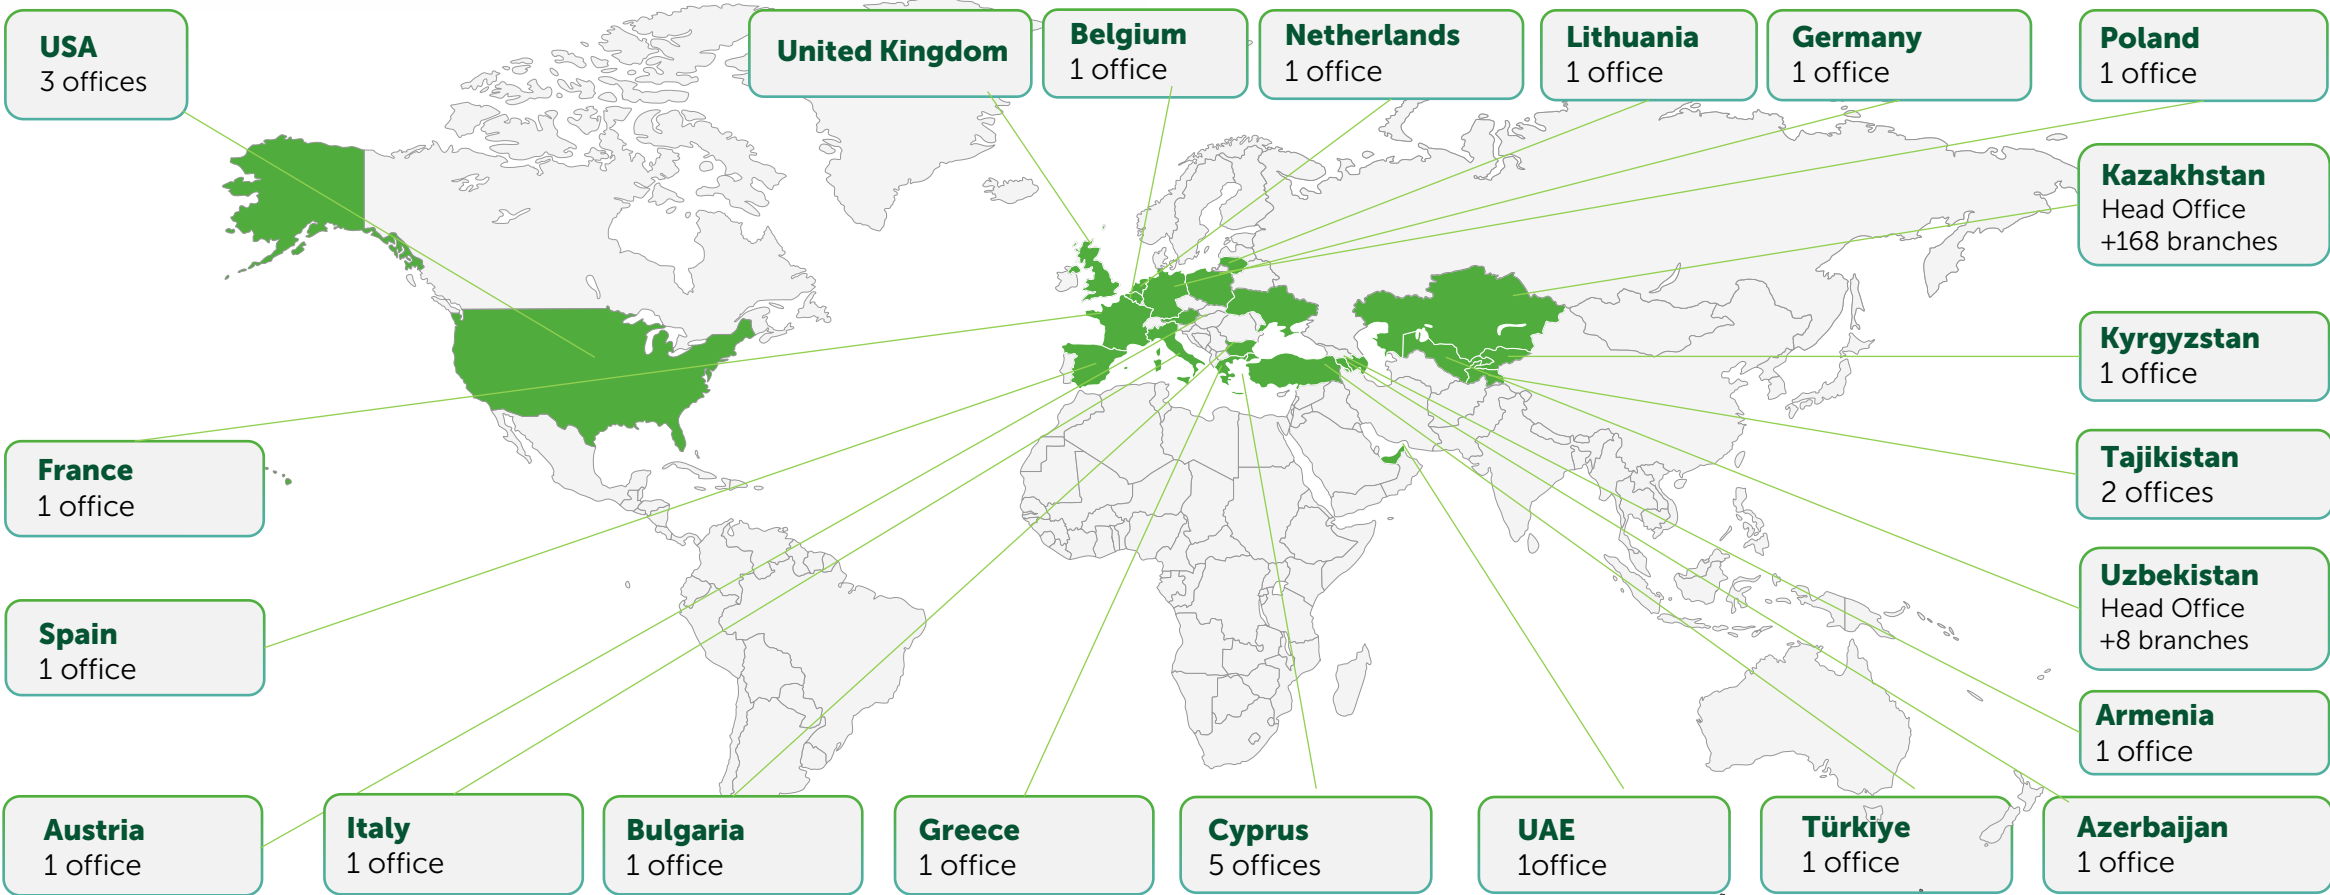 USA
3 offices
United Kingdom
Belgium
1 office
Netherlands
1 office
Lithuania
1 office
Germany
1 office
Poland
1 office
Kazakhstan
Head Office
+168 branches
Kyrgyzstan
1 office
France
1 office
Tajikistan
2 offices
Uzbekistan
Head Office
+8 branches
Spain
1 office
Armenia
1 office
Austria
1 office
Italy
1 office
Bulgaria
1 office
Greece
1 office
Cyprus
5 offices
UAE
1office
Türkiye
1 office
Azerbaijan
1 office